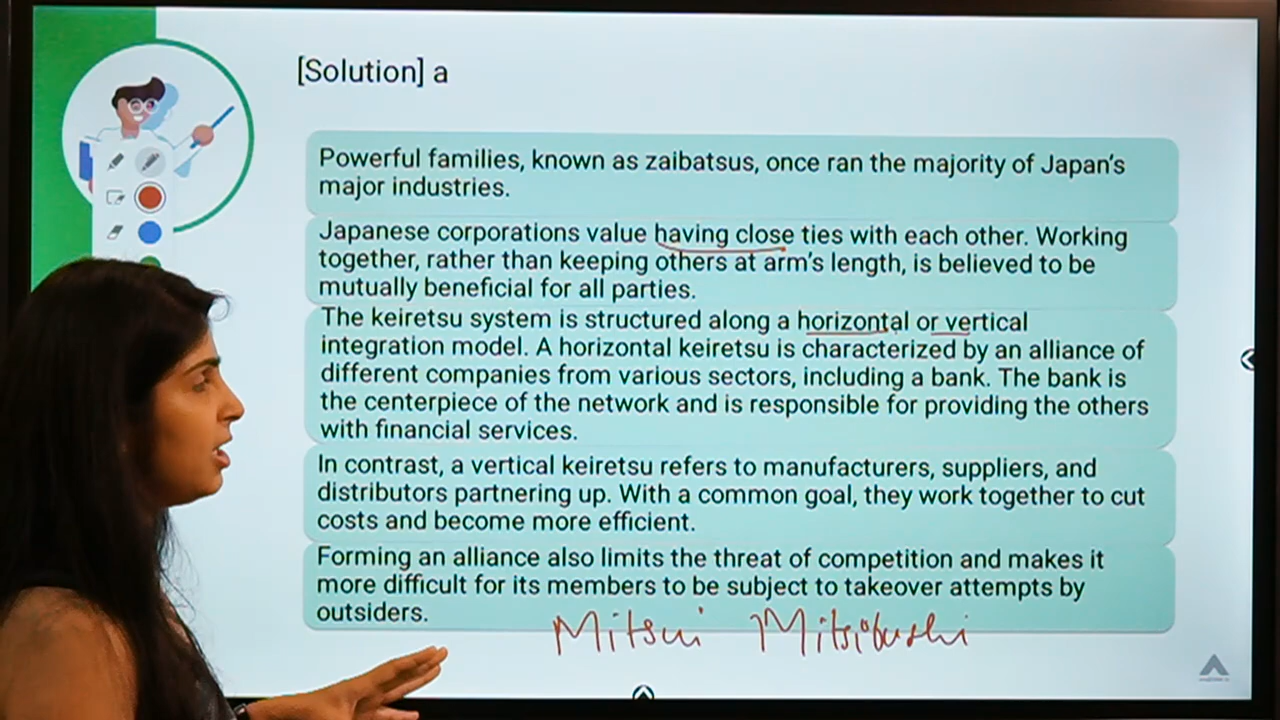 [Solution] a
Powerful families, known as zaibatsus, once ran the majority of Japan's
major industries.
Japanese corporations value having close ties with each other. Working
together, rather than keeping others at arm's length, is believed to be
mutually beneficial for all parties.
The keiretsu system is structured along a horizontal or vertical
integration model. A horizontal keiretsu is characterized by an alliance of
different companies from various sectors, including a bank. The bank is
the centerpiece of the network and is responsible for providing the others
with financial services.
In contrast, a vertical keiretsu refers to manufacturers, suppliers, and
distributors partnering up. With a common goal, they work together to cut
costs and become more efficient.
Forming an alliance also limits the threat of competition and makes it
more difficult for its members to be subject to takeover attempts by
outsiders.
Mitsui Mitsibushi